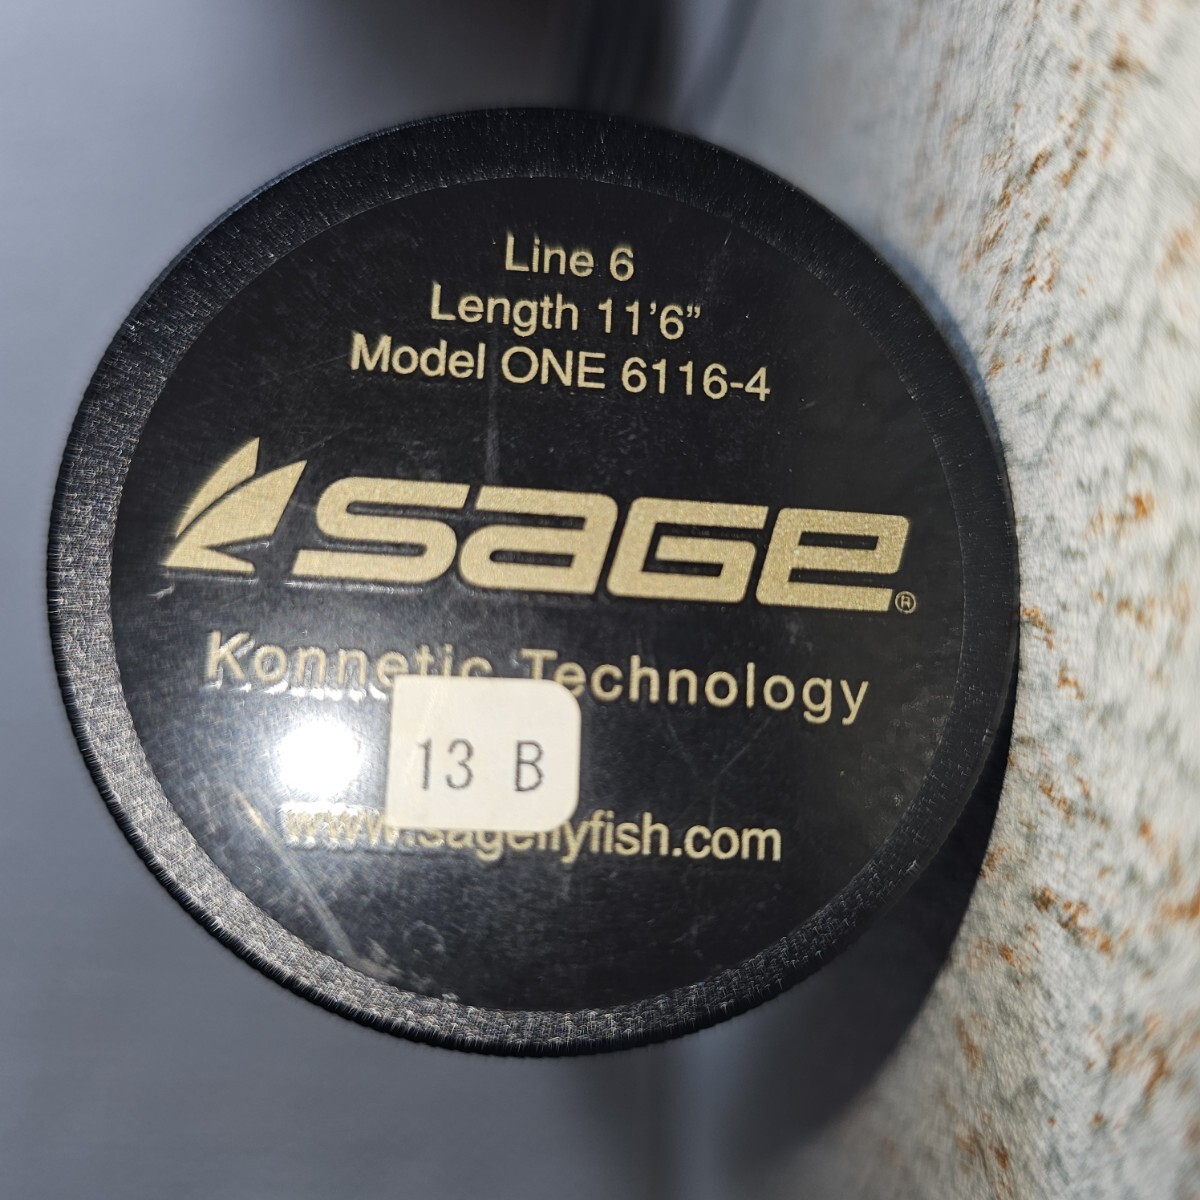 Line 6
Length 11'6"
Model ONE 6116-4
SAGE®
Konnetic Technology
13 B
www.sageflyfish.com